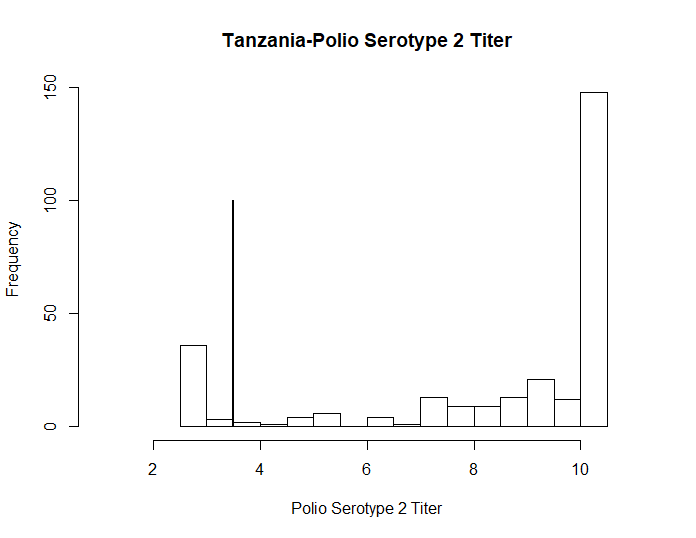 Tanzania-Polio Serotype 2 Titer
150
100
50
0
Frequency
2 4 6 8 10
Polio Serotype 2 Titer